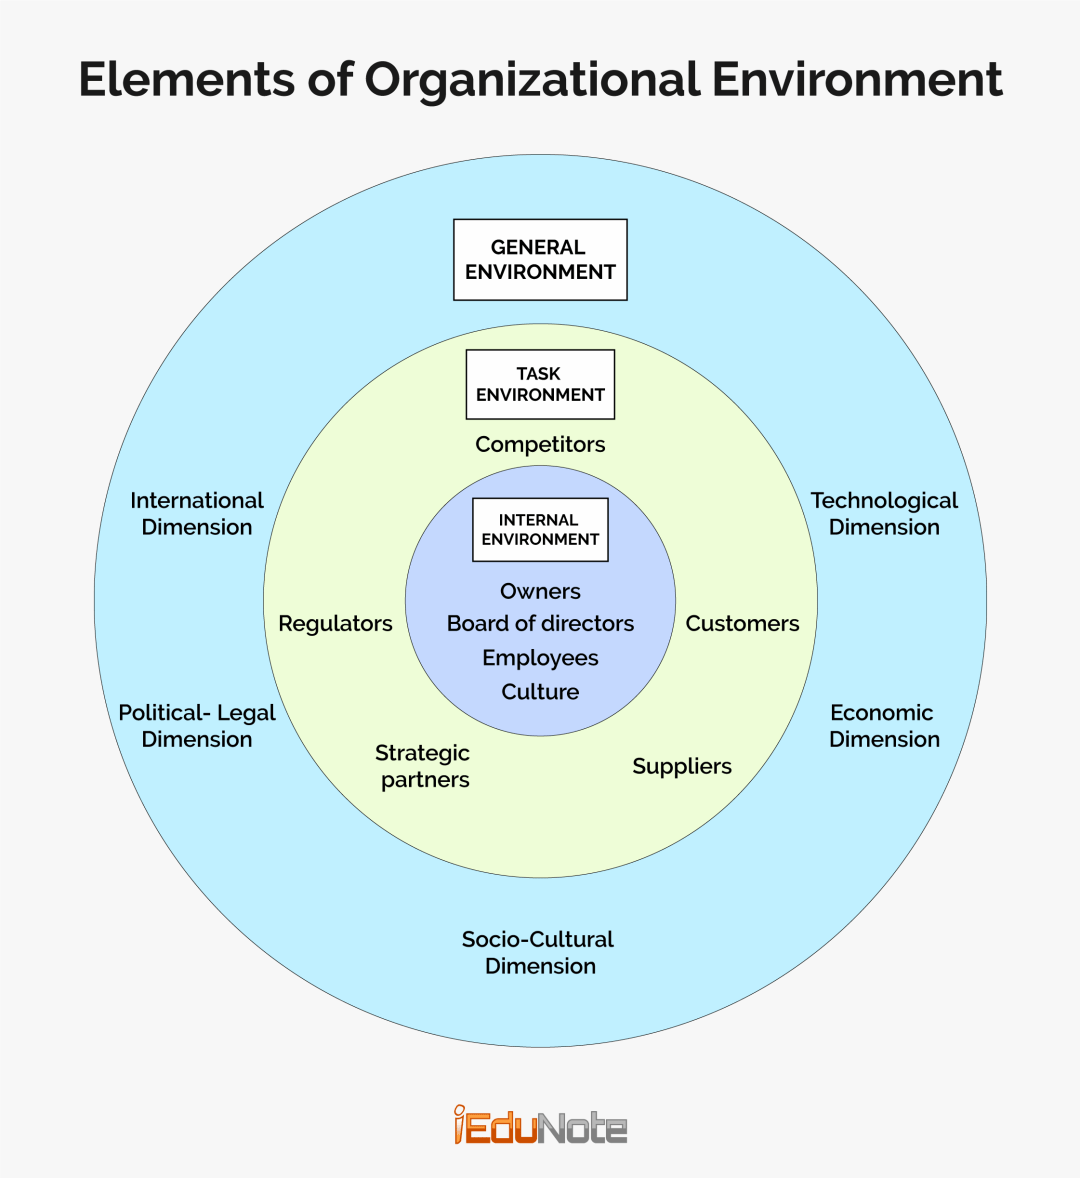 Elements of Organizational Environment
GENERAL
ENVIRONMENT
TASK
ENVIRONMENT
Competitors
International
Dimension
Technological
Dimension
INTERNAL
ENVIRONMENT
Owners
Board of directors
Employees
Culture
Regulators
Customers
Political- Legal
Dimension
Economic
Dimension
Strategic
partners
Suppliers
Socio-Cultural
Dimension
iEduNote